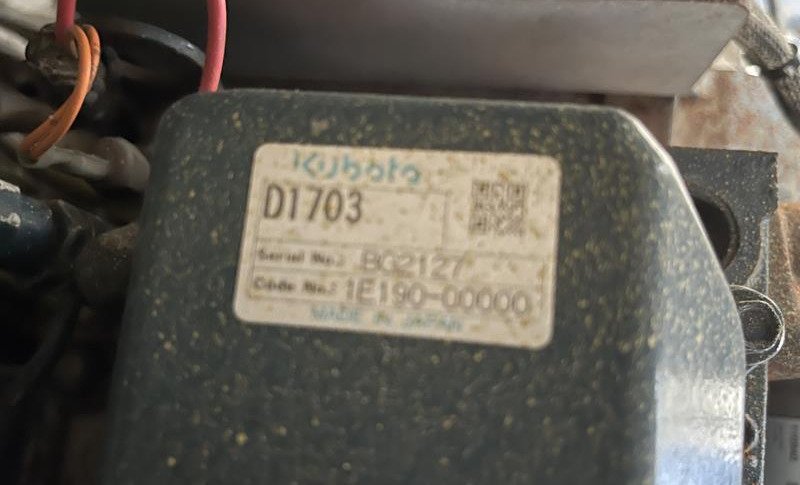 Kubota
D1703
Serial No.: BG2127
Code No.: 1E190-00000
MADE IN JAPAN